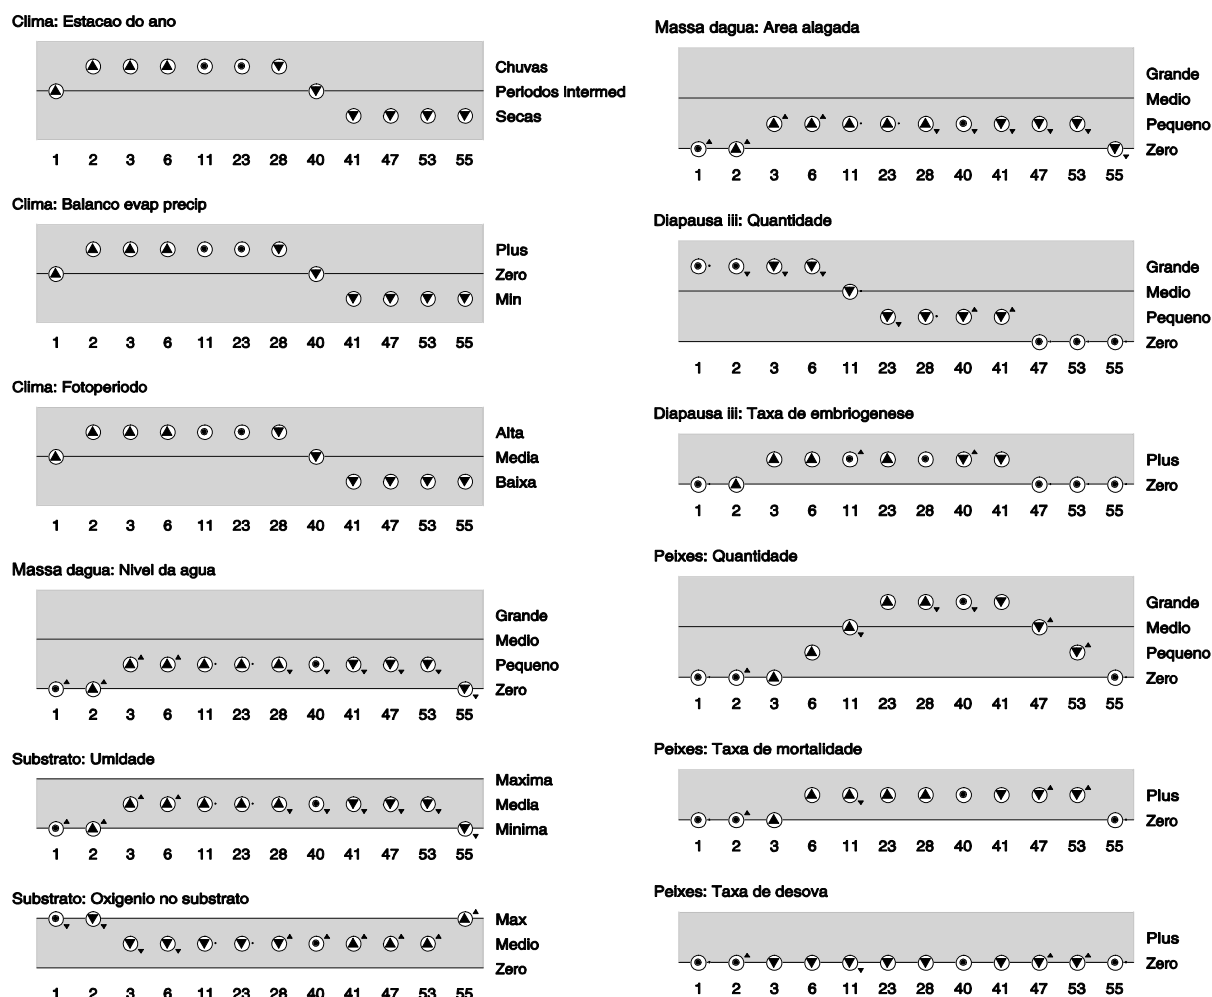 Clima: Estacao do ano
Chuvas
Periodos intermed
Secas
1 2 3 6 11 23 28 40 41 47 53 55
Clima: Balanco evap precip
Plus
Zero
Min
1 2 3 6 11 23 28 40 41 47 53 55
Clima: Fotoperiodo
Alta
Media
Baixa
1 2 3 6 11 23 28 40 41 47 53 55
Massa dagua: Nivel da agua
Grande
Medio
Pequeno
Zero
1 2 3 6 11 23 28 40 41 47 53 55
Substrato: Umidade
Maxima
Media
Minima
1 2 3 6 11 23 28 40 41 47 53 55
Substrato: Oxigenio no substrato
Max
Medio
Zero
1 2 3 6 11 23 28 40 41 47 53 55
Massa dagua: Area alagada
Grande
Medio
Pequeno
Zero
1 2 3 6 11 23 28 40 41 47 53 55
Diapausa iii: Quantidade
Grande
Medio
Pequeno
Zero
1 2 3 6 11 23 28 40 41 47 53 55
Diapausa iii: Taxa de embriogenese
Plus
Zero
1 2 3 6 11 23 28 40 41 47 53 55
Peixes: Quantidade
Grande
Medio
Pequeno
Zero
1 2 3 6 11 23 28 40 41 47 53 55
Peixes: Taxa de mortalidade
Plus
Zero
1 2 3 6 11 23 28 40 41 47 53 55
Peixes: Taxa de desova
Plus
Zero
1 2 3 6 11 23 28 40 41 47 53 55